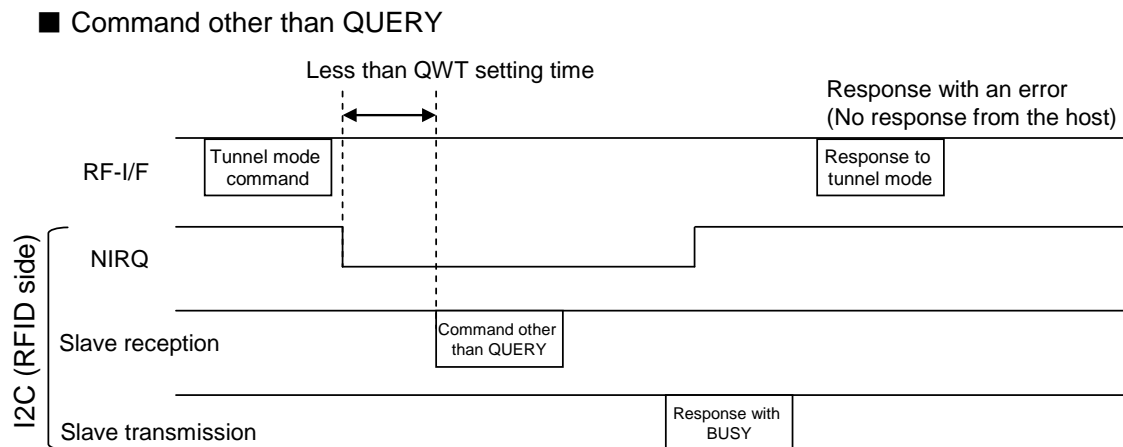 ■ Command other than QUERY
Less than QWT setting time
Response with an error
(No response from the host)
RF-I/F
Tunnel mode
command
Response to
tunnel mode
I2C (RFID side)
NIRQ
Slave reception
Command other
than QUERY
Slave transmission
Response with
BUSY